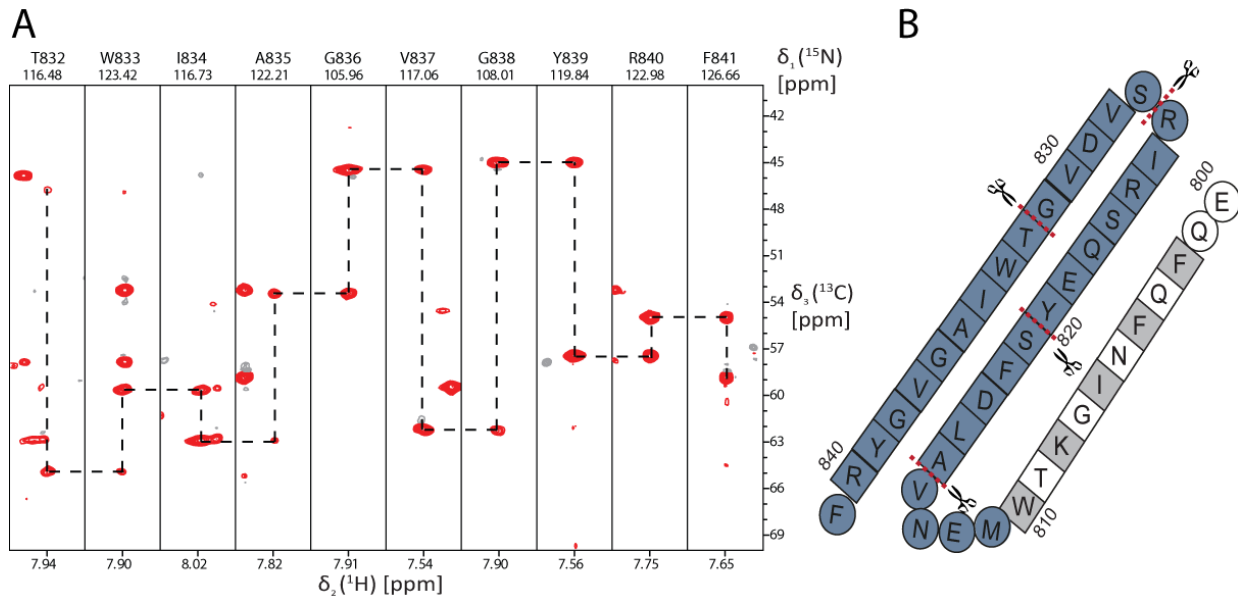 A
T832 W833 I834 A835 G836 V837 G838 Y839 R840 F841
116.48 123.42 116.73 122.21 105.96 117.06 108.01 119.84 122.98 126.66
δ1(15N)
[ppm]
42
45
48
51
54
57
60
63
66
69
δ3(13C)
[ppm]
7.94 7.90 8.02 7.82 7.91 7.54 7.90 7.56 7.75 7.65
δ2(1H) [ppm]
B
S
V
D
V
G
T
W
I
A
G
V
G
Y
R
F
830
840
R
I
R
S
Q
E
Y
S
F
D
L
A
V
N
E
M
820
E
Q
F
Q
F
N
I
G
K
T
W
800
810